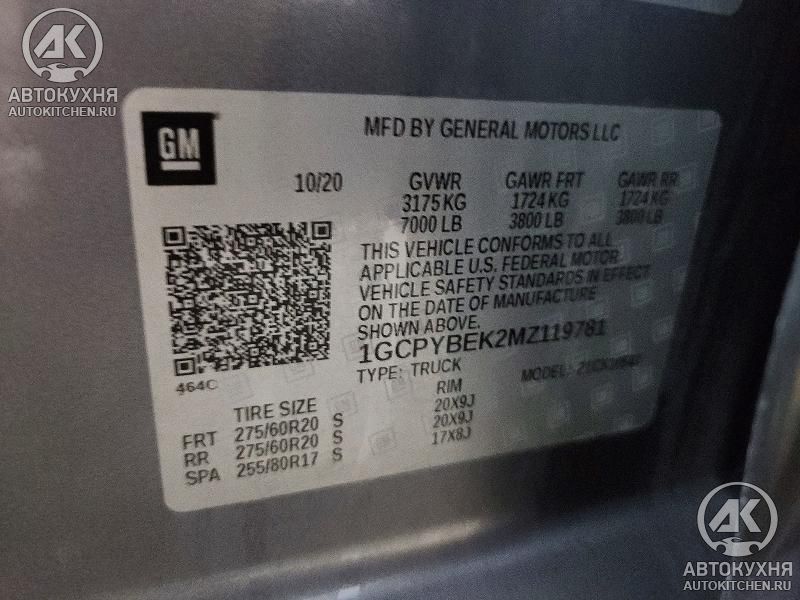 AK
АВТОКУХНЯ
AUTOKITCHEN.RU
GM
MFD BY GENERAL MOTORS LLC
10/20 GVWR GAWR FRT GAWR RR
3175 KG 1724 KG 1724 KG
7000 LB 3800 LB 3800 LB
THIS VEHICLE CONFORMS TO ALL
APPLICABLE U.S. FEDERAL MOTOR
VEHICLE SAFETY STANDARDS IN EFFECT
ON THE DATE OF MANUFACTURE
SHOWN ABOVE.
1GCPYBEK2MZ119781
TYPE: TRUCK MODEL:
464C
TIRE SIZE RIM
FRT 275/60R20 S 20X9J
RR 275/60R20 S 20X9J
SPA 255/80R17 S 17X8J
AK
АВТОКУХНЯ
AUTOKITCHEN.RU